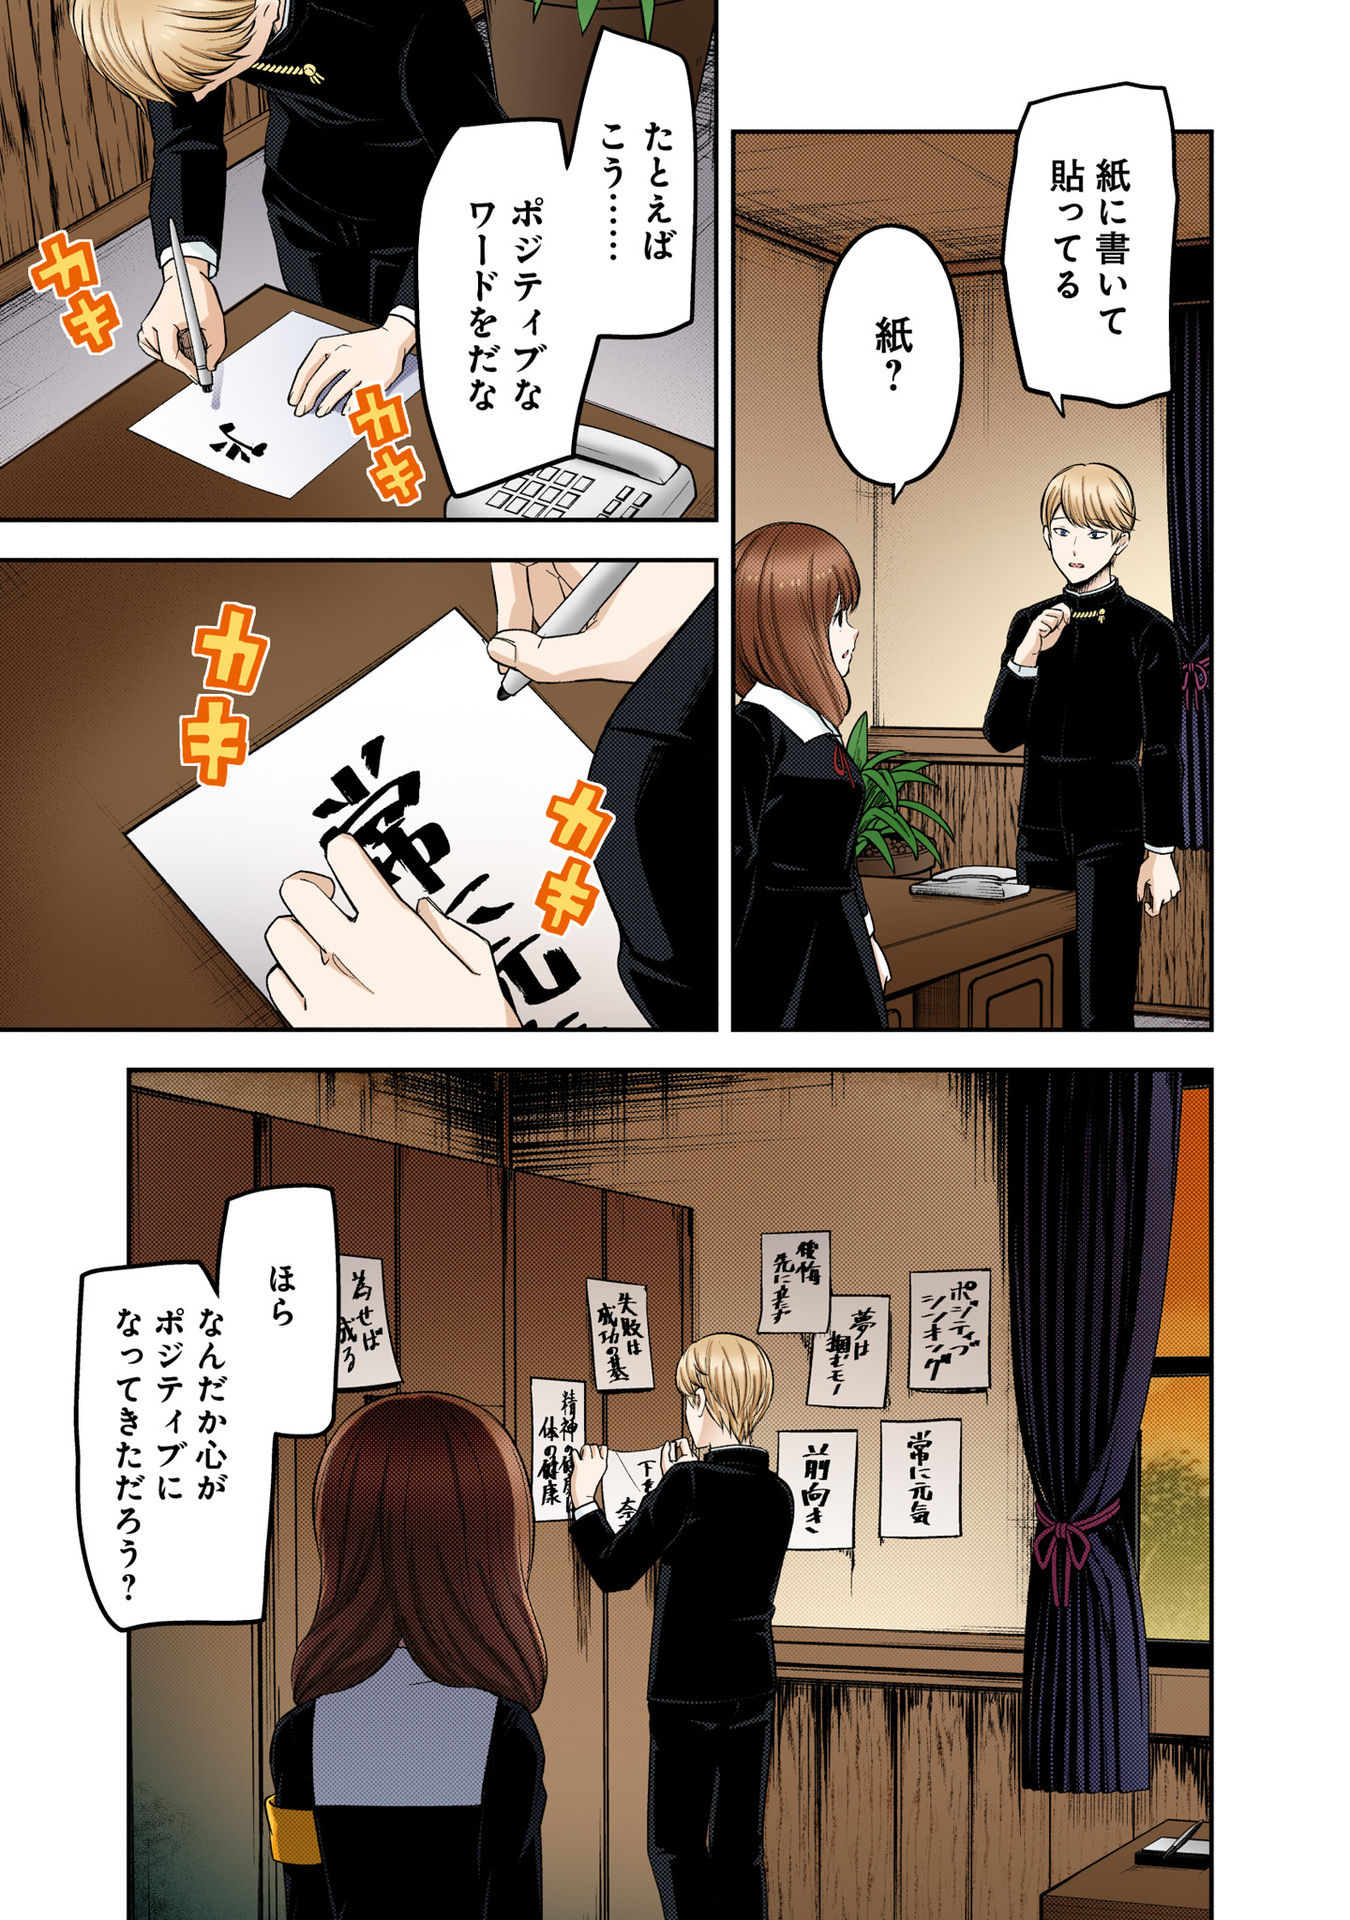 紙に書いて
貼ってる
紙？
たとえば
こう……
ポジティブな
ワードをだな
カキ
カキ
常
カキ
カキ
常に元
ほら
なんだか心が
ポジティブに
なってきただろう？
ポジティブ
シンキング
後悔
先に立たず
夢は
掴むモノ
常に元気
前向き
失敗は
成功の基
精神の健康は
体の健康
為せば
成る